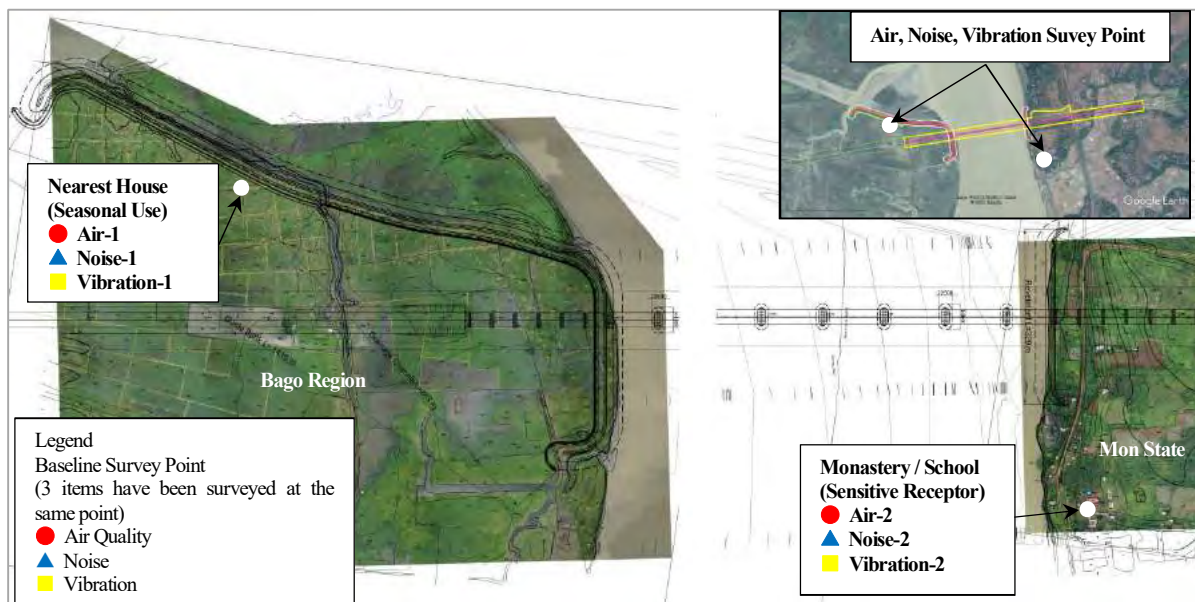 Air, Noise, Vibration Suvey Point
Google Earth
Nearest House
(Seasonal Use)
Air-1
Noise-1
Vibration-1
Bago Region
Legend
Baseline Survey Point
(3 items have been surveyed at the
same point)
Air Quality
Noise
Vibration
Mon State
Monastery / School
(Sensitive Receptor)
Air-2
Noise-2
Vibration-2